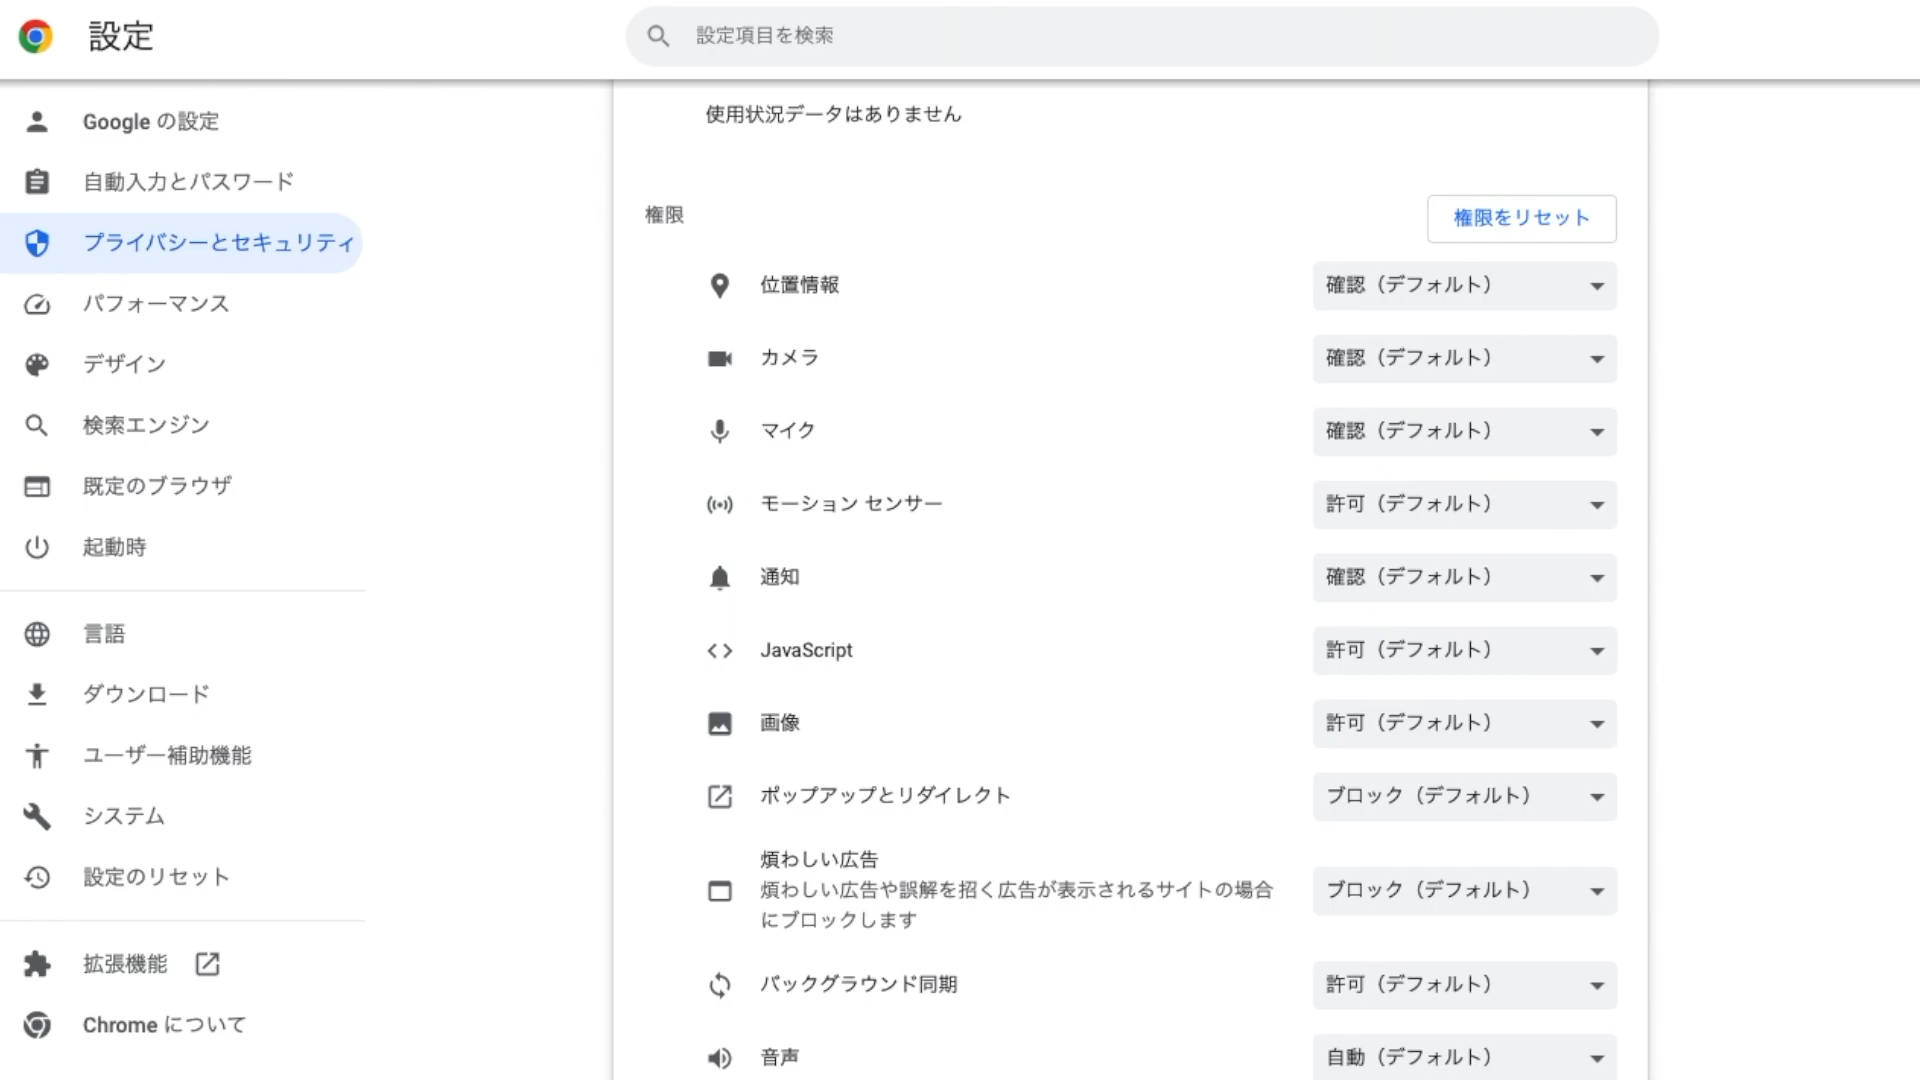 設定
設定項目を検索
Google の設定
自動入力とパスワード
プライバシーとセキュリティ
パフォーマンス
デザイン
検索エンジン
既定のブラウザ
起動時
言語
ダウンロード
ユーザー補助機能
システム
設定のリセット
拡張機能
Chrome について
使用状況データはありません
権限
権限をリセット
位置情報
確認（デフォルト）
カメラ
確認（デフォルト）
マイク
確認（デフォルト）
モーション センサー
許可（デフォルト）
通知
確認（デフォルト）
JavaScript
許可（デフォルト）
画像
許可（デフォルト）
ポップアップとリダイレクト
ブロック（デフォルト）
煩わしい広告
煩わしい広告や誤解を招く広告が表示されるサイトの場合
にブロックします
ブロック（デフォルト）
バックグラウンド同期
許可（デフォルト）
音声
自動（デフォルト）